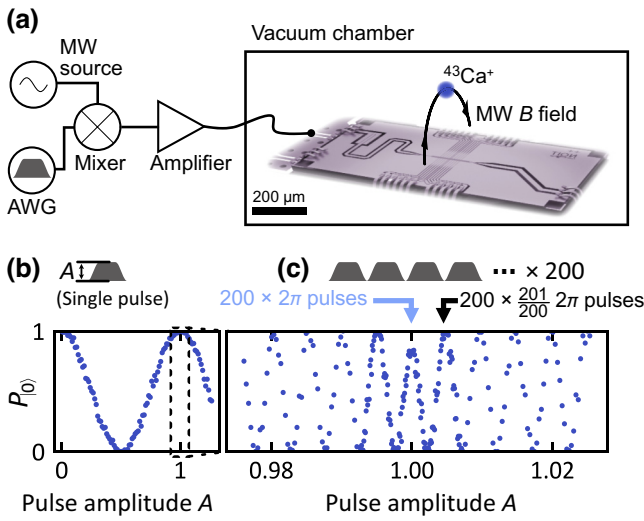 (a)
MW
source
Mixer
AWG
Amplifier
Vacuum chamber
⁴³Ca⁺
MW B field
200 μm
(b)
A
(Single pulse)
(c)
··· × 200
200 × 2π pulses
200 × 201/200 2π pulses
P|0⟩
1
0
0
1
Pulse amplitude A
0.98
1.00
1.02
Pulse amplitude A